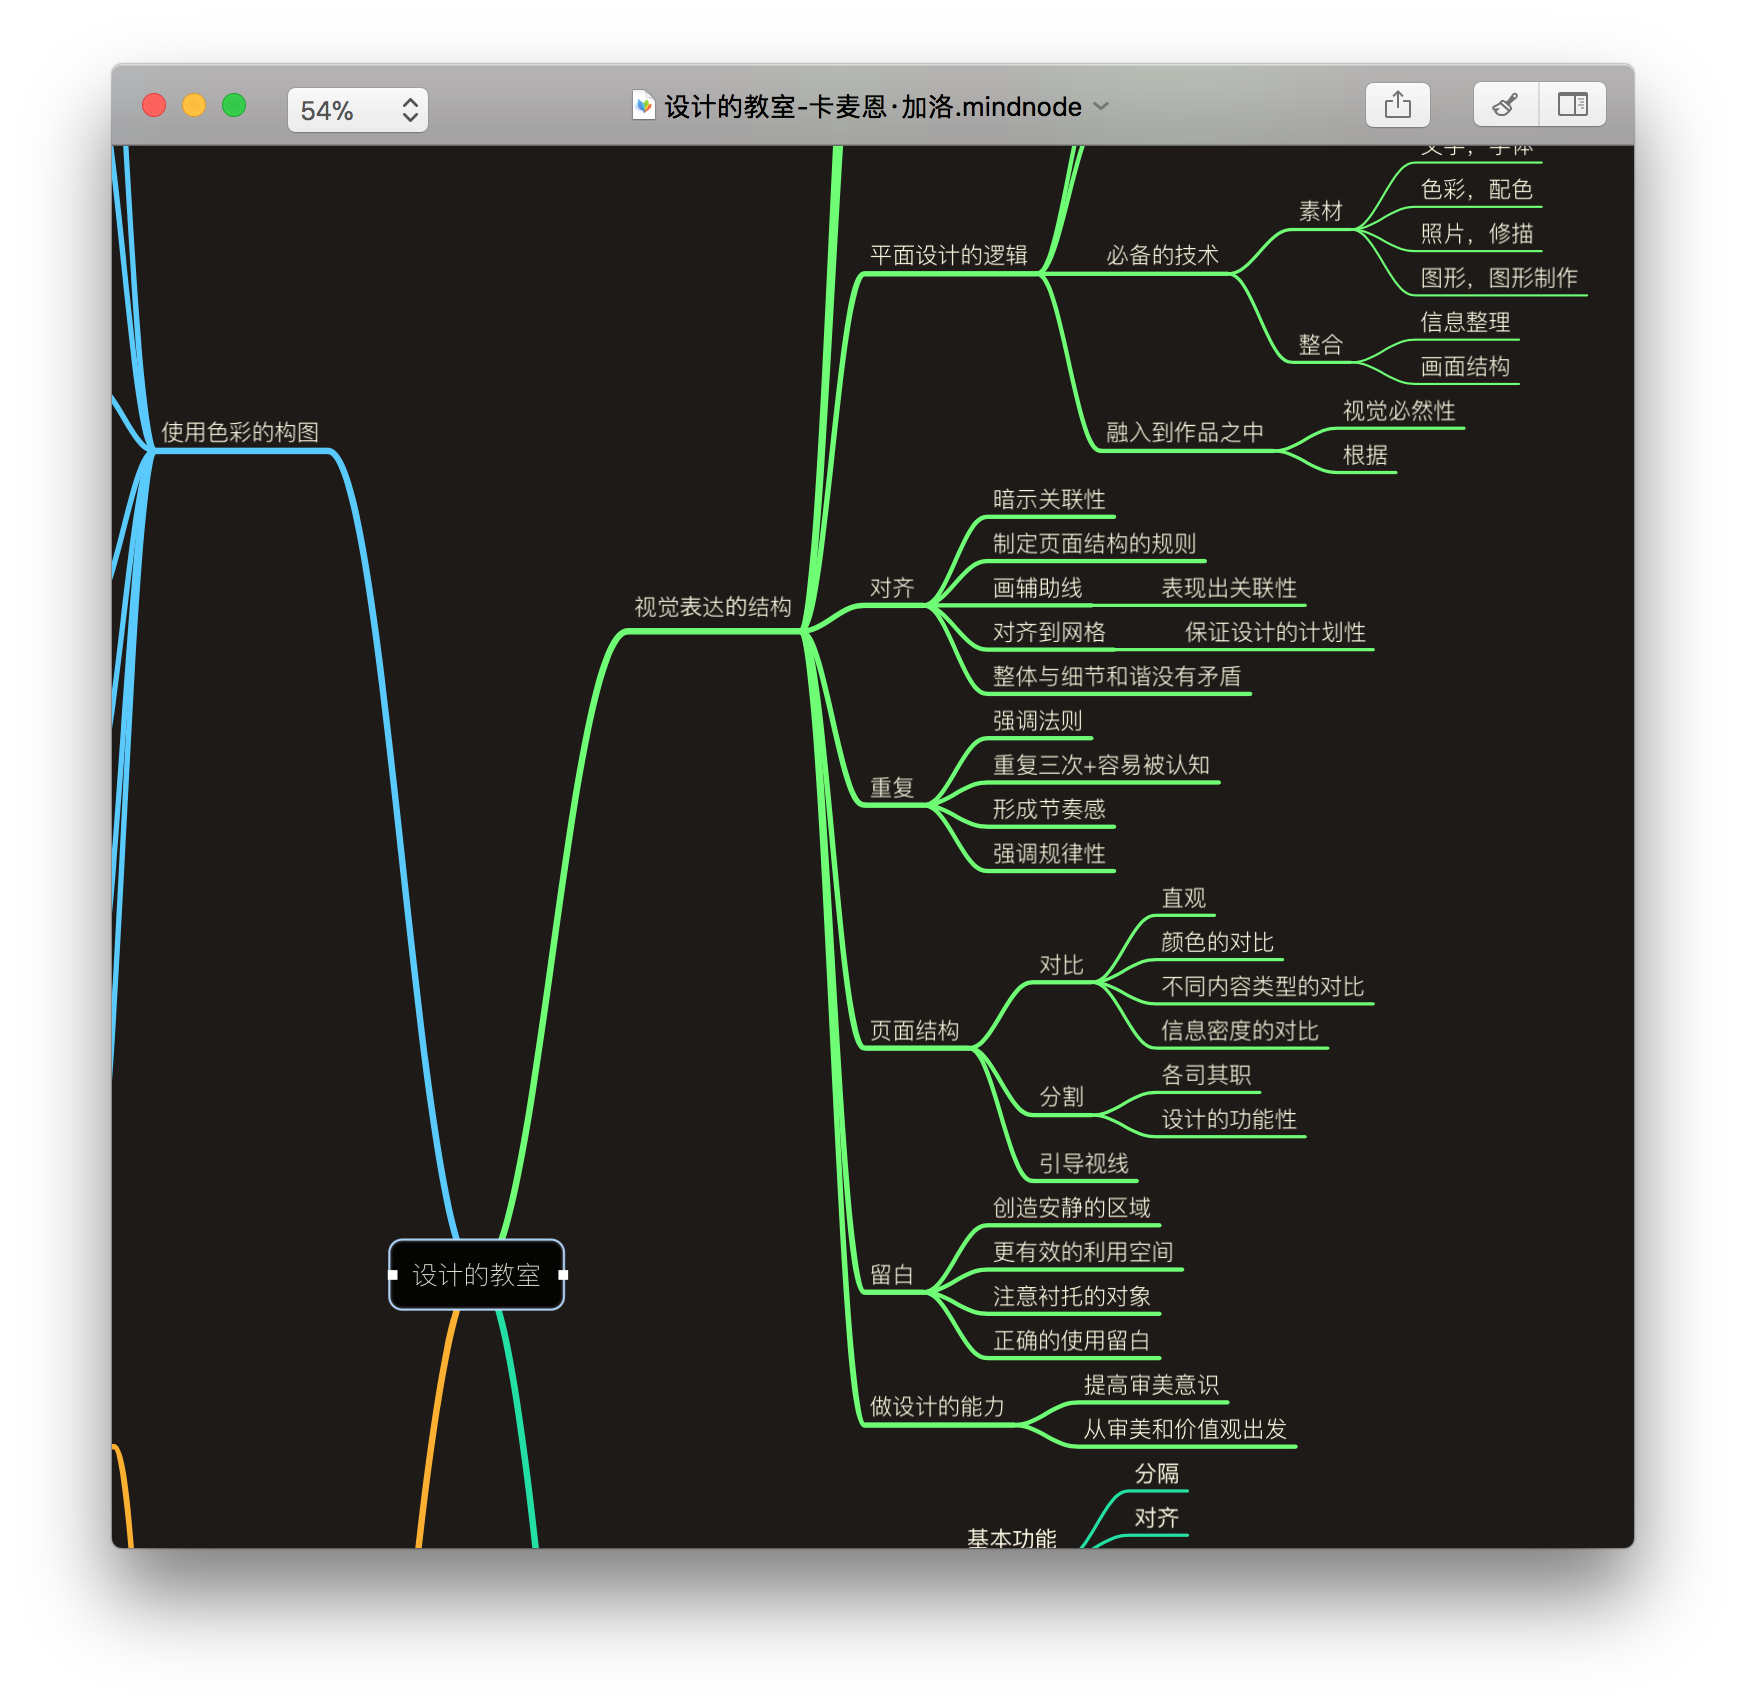 54%
设计的教室-卡麦恩·加洛.mindnode
文字，字体
色彩，配色
素材
照片，修描
平面设计的逻辑
必备的技术
图形，图形制作
信息整理
整合
画面结构
视觉必然性
使用色彩的构图
融入到作品之中
根据
暗示关联性
制定页面结构的规则
对齐
画辅助线
表现出关联性
视觉表达的结构
对齐到网格
保证设计的计划性
整体与细节和谐没有矛盾
强调法则
重复三次+容易被认知
重复
形成节奏感
强调规律性
直观
颜色的对比
对比
不同内容类型的对比
页面结构
信息密度的对比
各司其职
分割
设计的功能性
引导视线
创造安静的区域
更有效的利用空间
设计的教室
留白
注意衬托的对象
正确的使用留白
提高审美意识
做设计的能力
从审美和价值观出发
分隔
对齐
基本功能